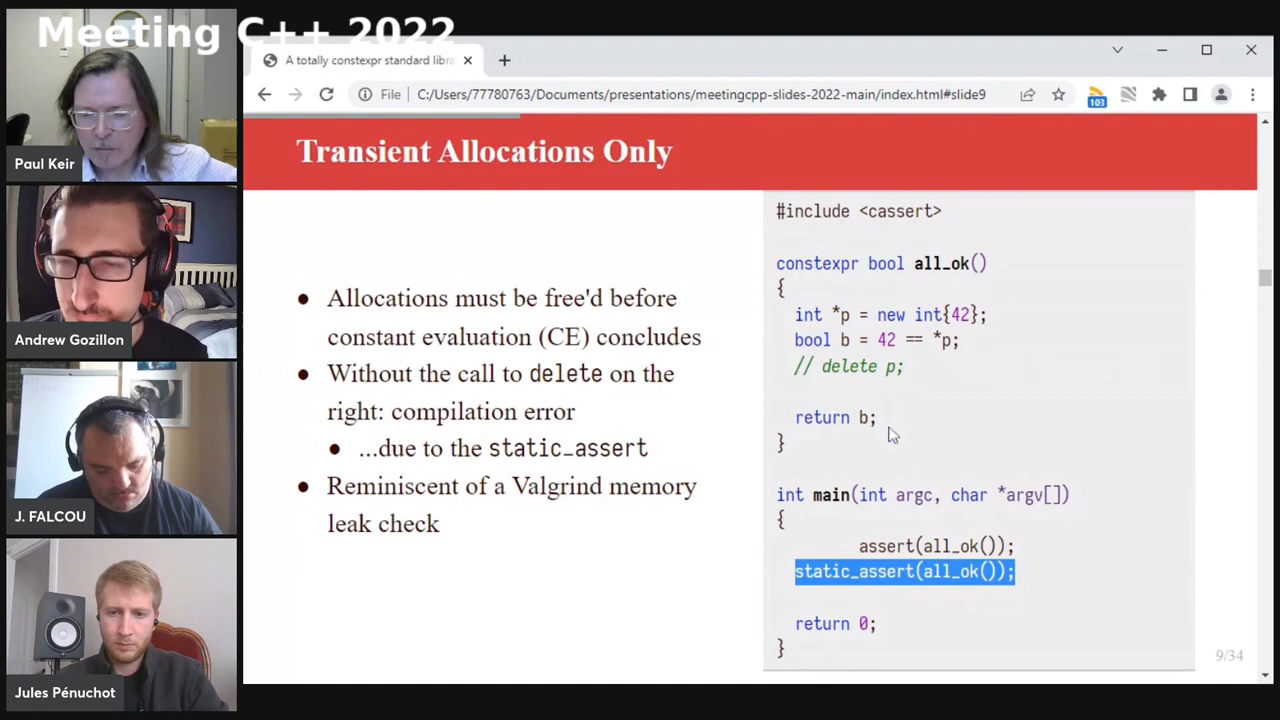 Meeting C++ 2022
Paul Keir
Andrew Gozillon
J. FALCOU
Jules Pénuchot
A totally constexpr standard libra
File
C:/Users/77780763/Documents/presentations/meetingcpp-slides-2022-main/index.html#slide9
103
Transient Allocations Only
● Allocations must be free'd before
constant evaluation (CE) concludes
● Without the call to delete on the
right: compilation error
● ...due to the static_assert
● Reminiscent of a Valgrind memory
leak check
#include <cassert>
constexpr bool all_ok()
{
int *p = new int{42};
bool b = 42 == *p;
// delete p;
return b;
}
int main(int argc, char *argv[])
{
assert(all_ok());
static_assert(all_ok());
return 0;
}
9/34